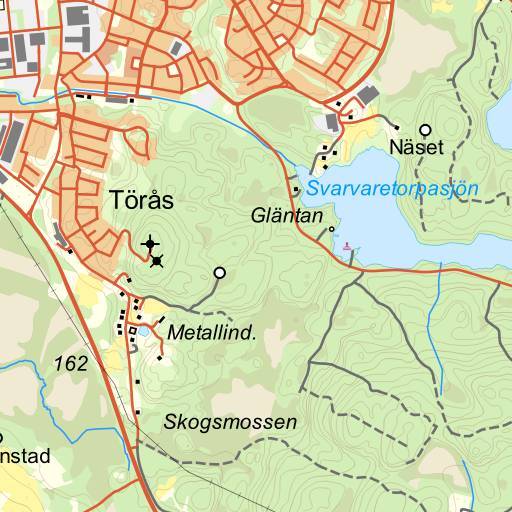 Näset
Svarvaretorpasjön
Törås
Gläntan
Metallind.
162
Skogsmossen
nstad